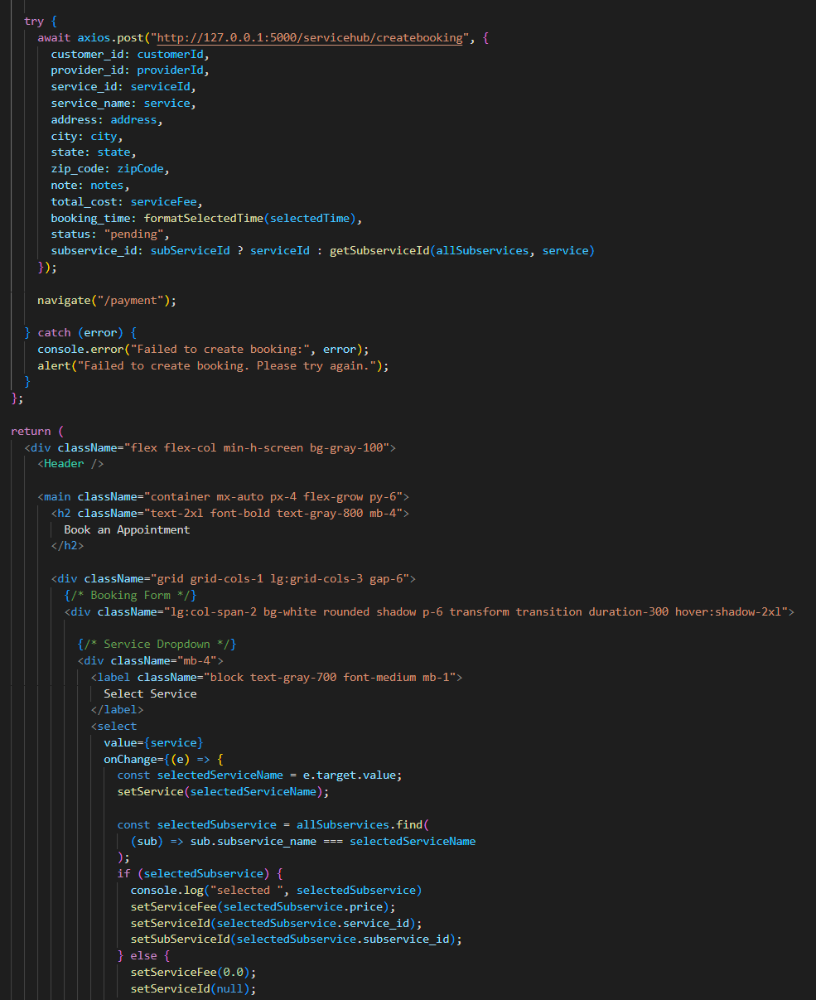 try {
await axios.post("http://127.0.0.1:5000/servicehub/createbooking", {
customer_id: customerId,
provider_id: providerId,
service_id: serviceId,
service_name: service,
address: address,
city: city,
state: state,
zip_code: zipCode,
note: notes,
total_cost: serviceFee,
booking_time: formatSelectedTime(selectedTime),
status: "pending",
subservice_id: subServiceId ? serviceId : getSubserviceId(allSubservices, service)
});
navigate("/payment");
} catch (error) {
console.error("Failed to create booking:", error);
alert("Failed to create booking. Please try again.");
}
};
return (
<div className="flex flex-col min-h-screen bg-gray-100">
<Header />
<main className="container mx-auto px-4 flex-grow py-6">
<h2 className="text-2xl font-bold text-gray-800 mb-4">
Book an Appointment
</h2>
<div className="grid grid-cols-1 lg:grid-cols-3 gap-6">
{/* Booking Form */}
<div className="lg:col-span-2 bg-white rounded shadow p-6 transform transition duration-300 hover:shadow-2xl">
{/* Service Dropdown */}
<div className="mb-4">
<label className="block text-gray-700 font-medium mb-1">
Select Service
</label>
<select
value={service}
onChange={(e) => {
const selectedServiceName = e.target.value;
setService(selectedServiceName);
const selectedSubservice = allSubservices.find(
(sub) => sub.subservice_name === selectedServiceName
);
if (selectedSubservice) {
console.log("selected ", selectedSubservice)
setServiceFee(selectedSubservice.price);
setServiceId(selectedSubservice.service_id);
setSubServiceId(selectedSubservice.subservice_id);
} else {
setServiceFee(0.0);
setServiceId(null);